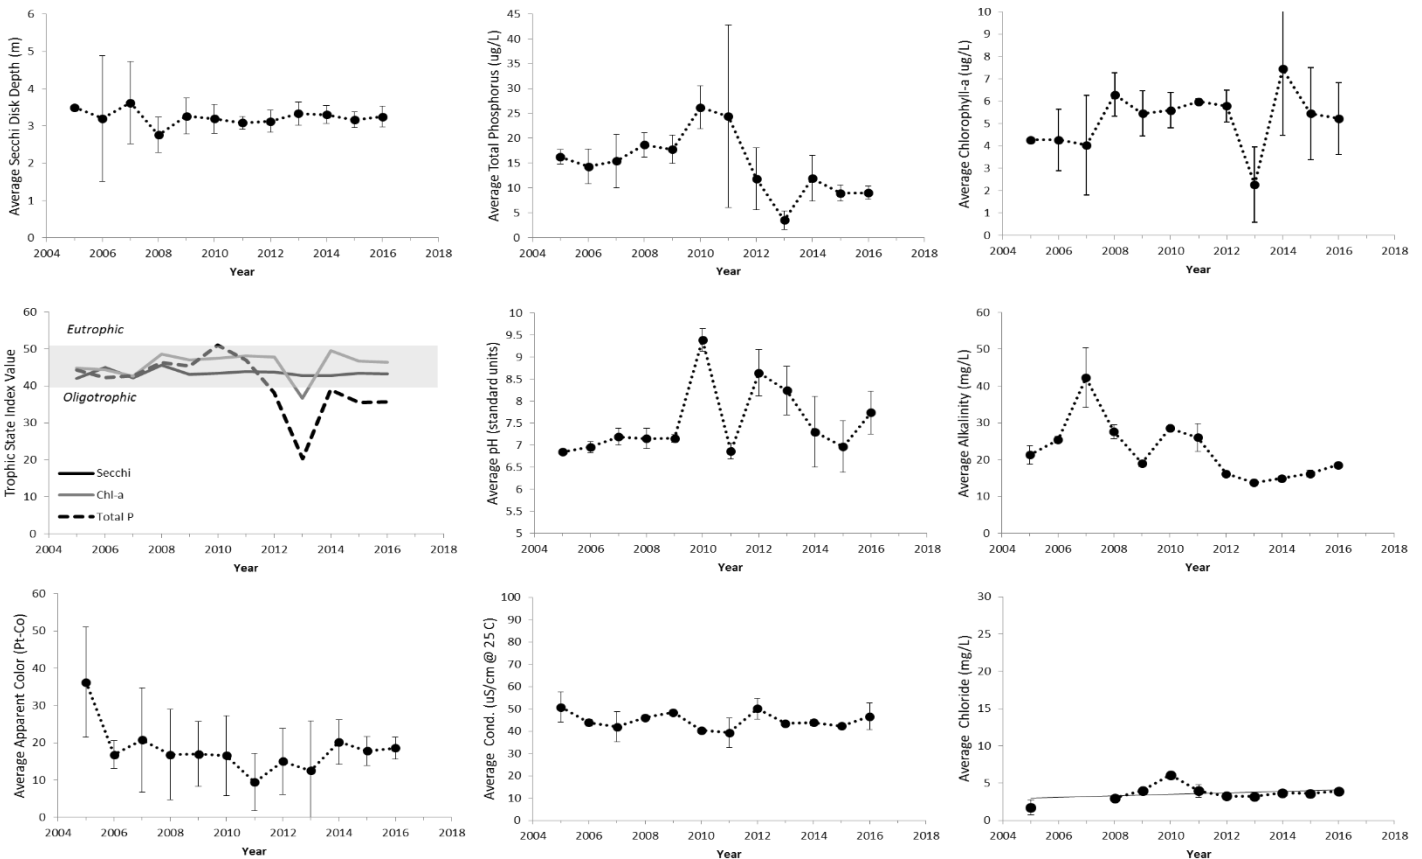 Average Secchi Disk Depth (m)
6
5
4
3
2
1
0
2004 2006 2008 2010 2012 2014 2016 2018
Year
Average Total Phosphorus (ug/L)
45
40
35
30
25
20
15
10
5
0
2004 2006 2008 2010 2012 2014 2016 2018
Year
Average Chlorophyll-a (ug/L)
10
9
8
7
6
5
4
3
2
1
0
2004 2006 2008 2010 2012 2014 2016 2018
Year
Trophic State Index Value
60
50
40
30
20
10
0
Eutrophic
Oligotrophic
Secchi
Chl-a
Total P
2004 2006 2008 2010 2012 2014 2016 2018
Year
Average pH (standard units)
10
9.5
9
8.5
8
7.5
7
6.5
6
5.5
5
2004 2006 2008 2010 2012 2014 2016 2018
Year
Average Alkalinity (mg/L)
60
50
40
30
20
10
0
2004 2006 2008 2010 2012 2014 2016 2018
Year
Average Apparent Color (Pt-Co)
60
50
40
30
20
10
0
2004 2006 2008 2010 2012 2014 2016 2018
Year
Average Cond. (uS/cm @ 25 C)
100
90
80
70
60
50
40
30
20
10
0
2004 2006 2008 2010 2012 2014 2016 2018
Year
Average Chloride (mg/L)
30
25
20
15
10
5
0
2004 2006 2008 2010 2012 2014 2016 2018
Year